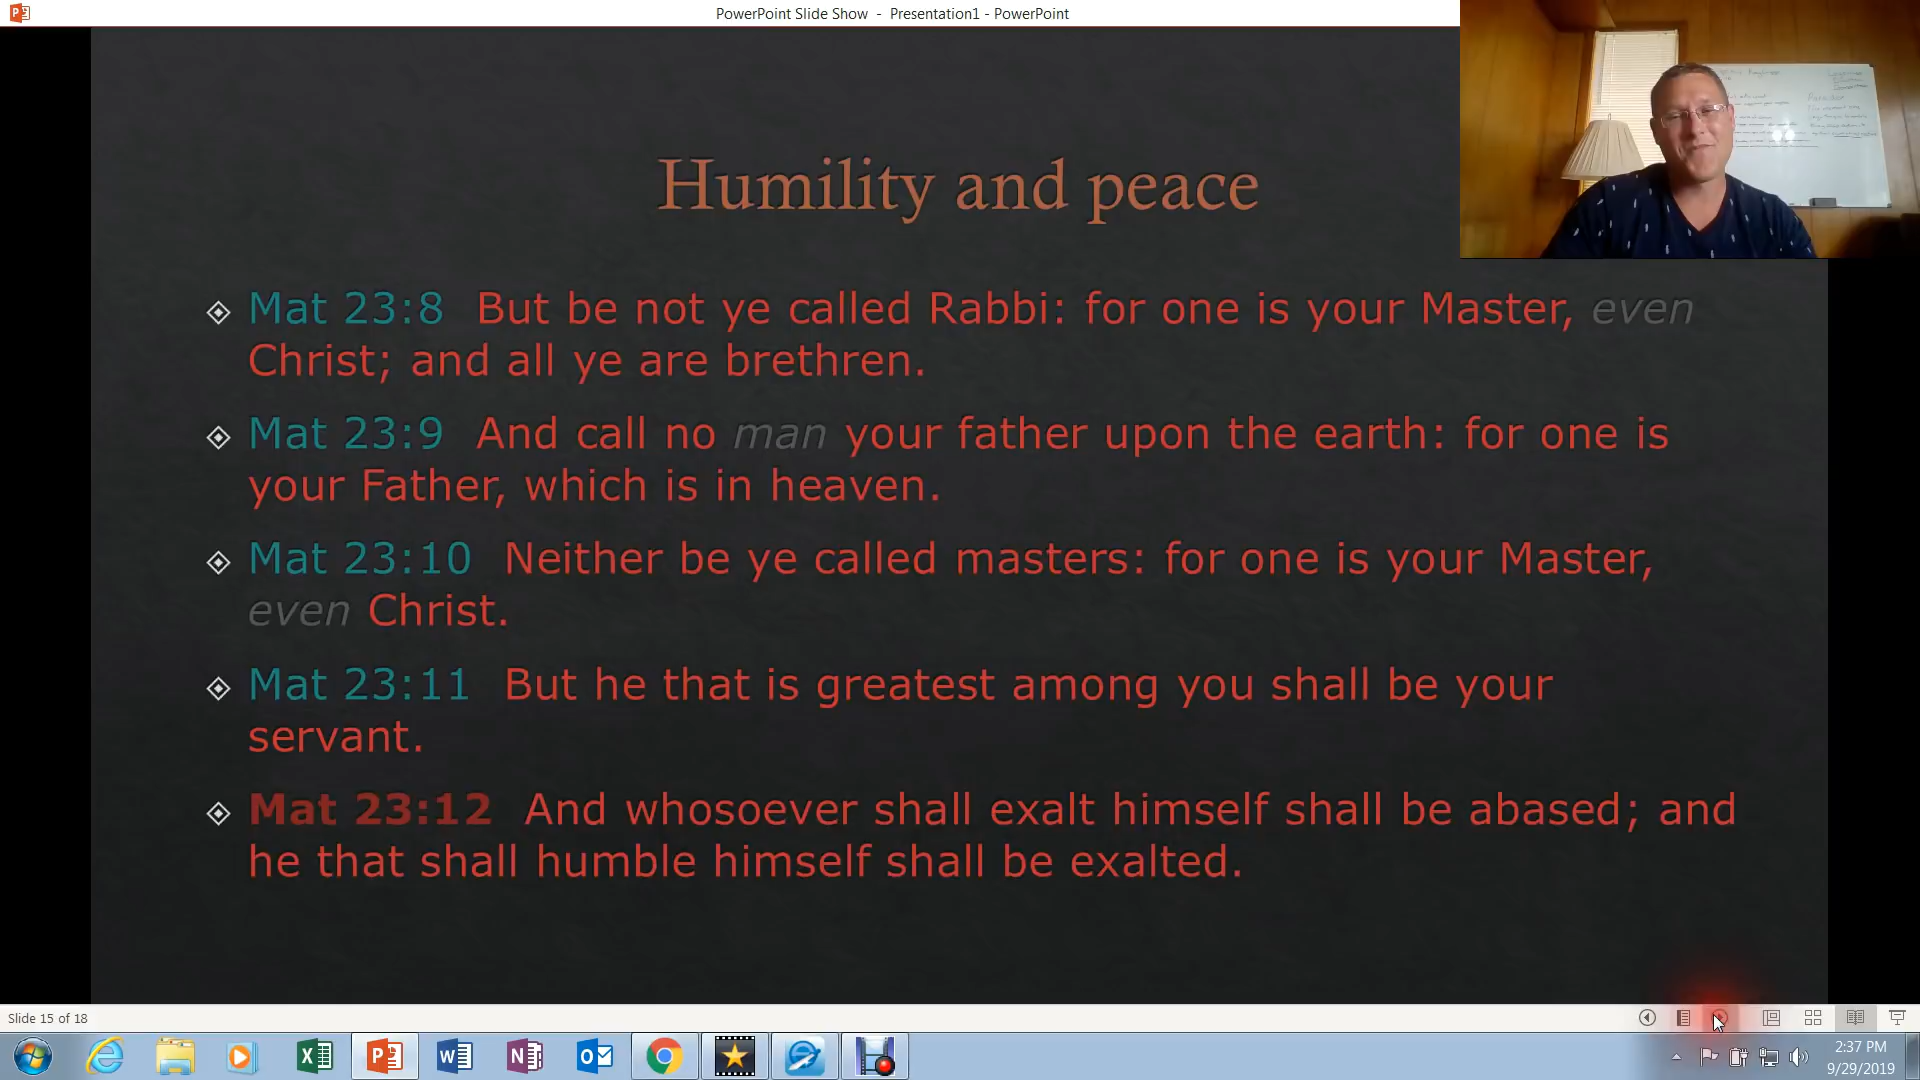 PowerPoint Slide Show - Presentation1 - PowerPoint
Humility and peace
Mat 23:8 But be not ye called Rabbi: for one is your Master, even
Christ; and all ye are brethren.
Mat 23:9 And call no man your father upon the earth: for one is
your Father, which is in heaven.
Mat 23:10 Neither be ye called masters: for one is your Master,
even Christ.
Mat 23:11 But he that is greatest among you shall be your
servant.
Mat 23:12 And whosoever shall exalt himself shall be abased; and
he that shall humble himself shall be exalted.
Slide 15 of 18
2:37 PM
9/29/2019